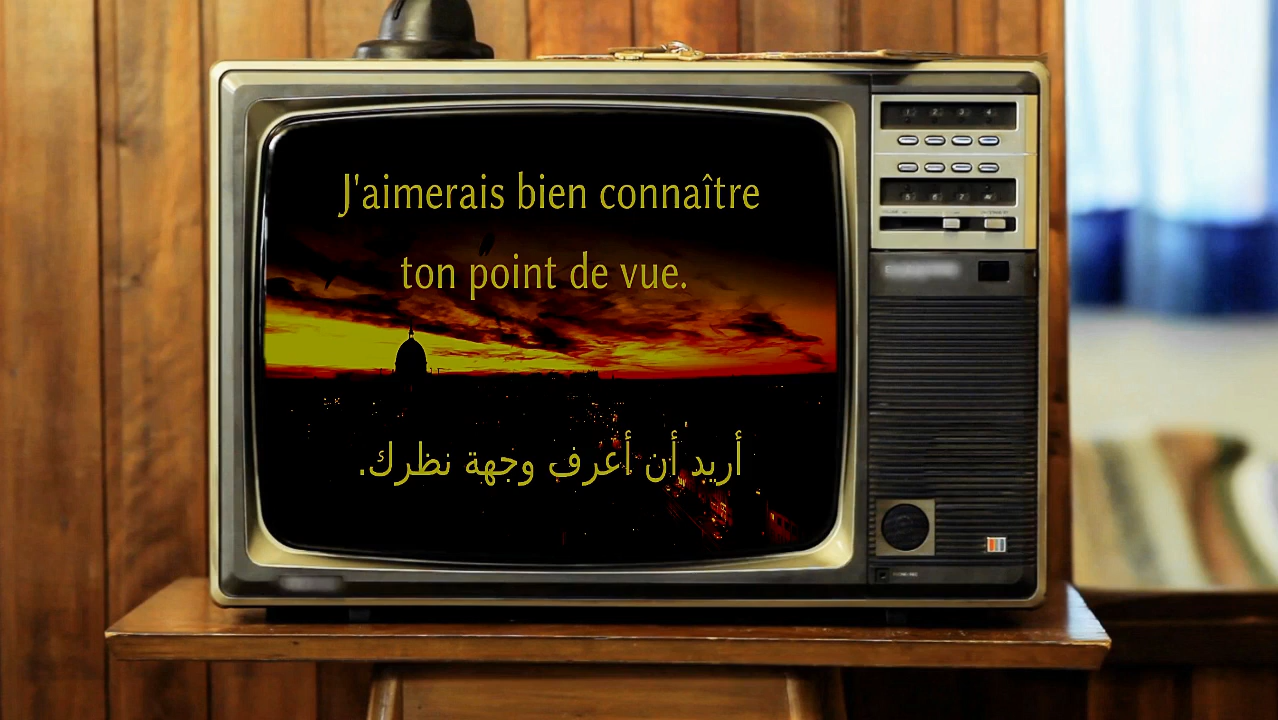 J'aimerais bien connaître
ton point de vue.
أريد أن أعرف وجهة نظرك.